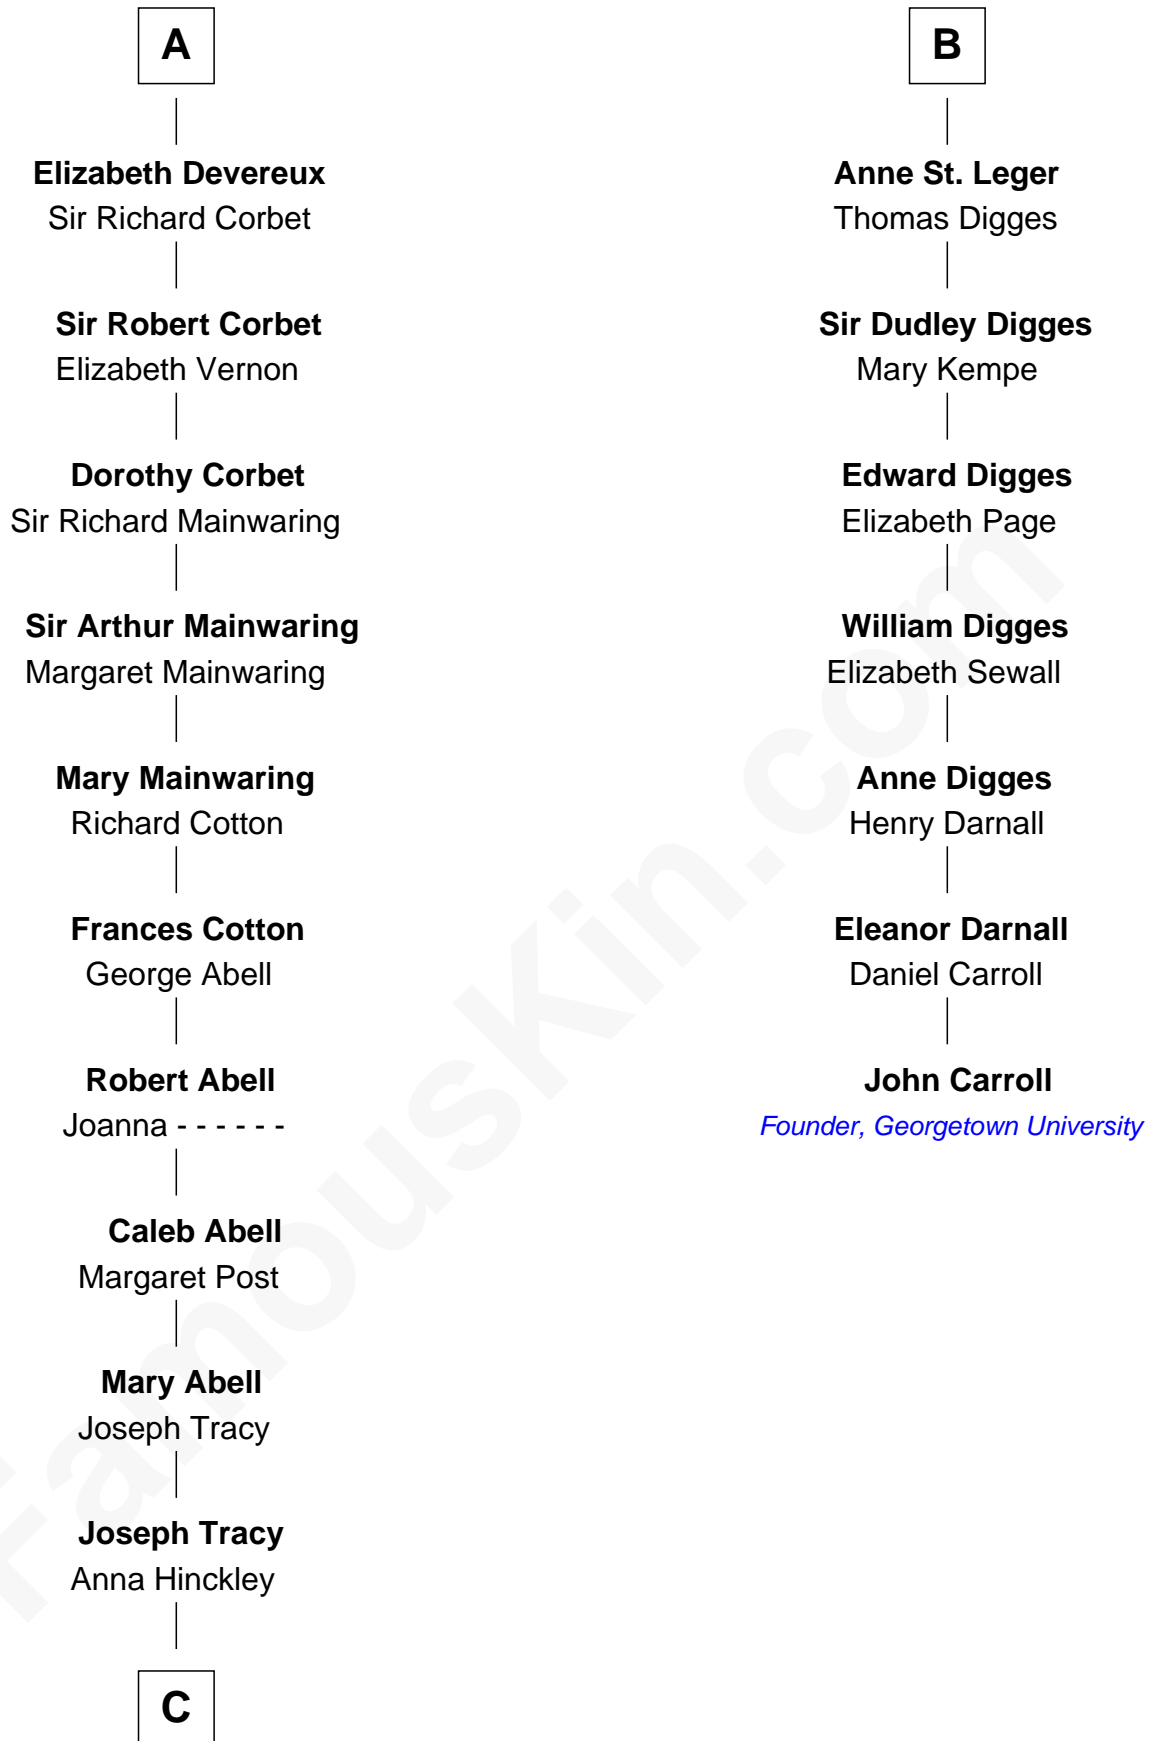 A
Elizabeth Devereux
Sir Richard Corbet
Sir Robert Corbet
Elizabeth Vernon
Dorothy Corbet
Sir Richard Mainwaring
Sir Arthur Mainwaring
Margaret Mainwaring
Mary Mainwaring
Richard Cotton
Frances Cotton
George Abell
Robert Abell
Joanna - - - - - -
Caleb Abell
Margaret Post
Mary Abell
Joseph Tracy
Joseph Tracy
Anna Hinckley
C
B
Anne St. Leger
Thomas Digges
Sir Dudley Digges
Mary Kempe
Edward Digges
Elizabeth Page
William Digges
Elizabeth Sewall
Anne Digges
Henry Darnall
Eleanor Darnall
Daniel Carroll
John Carroll
Founder, Georgetown University
FamousKin.com